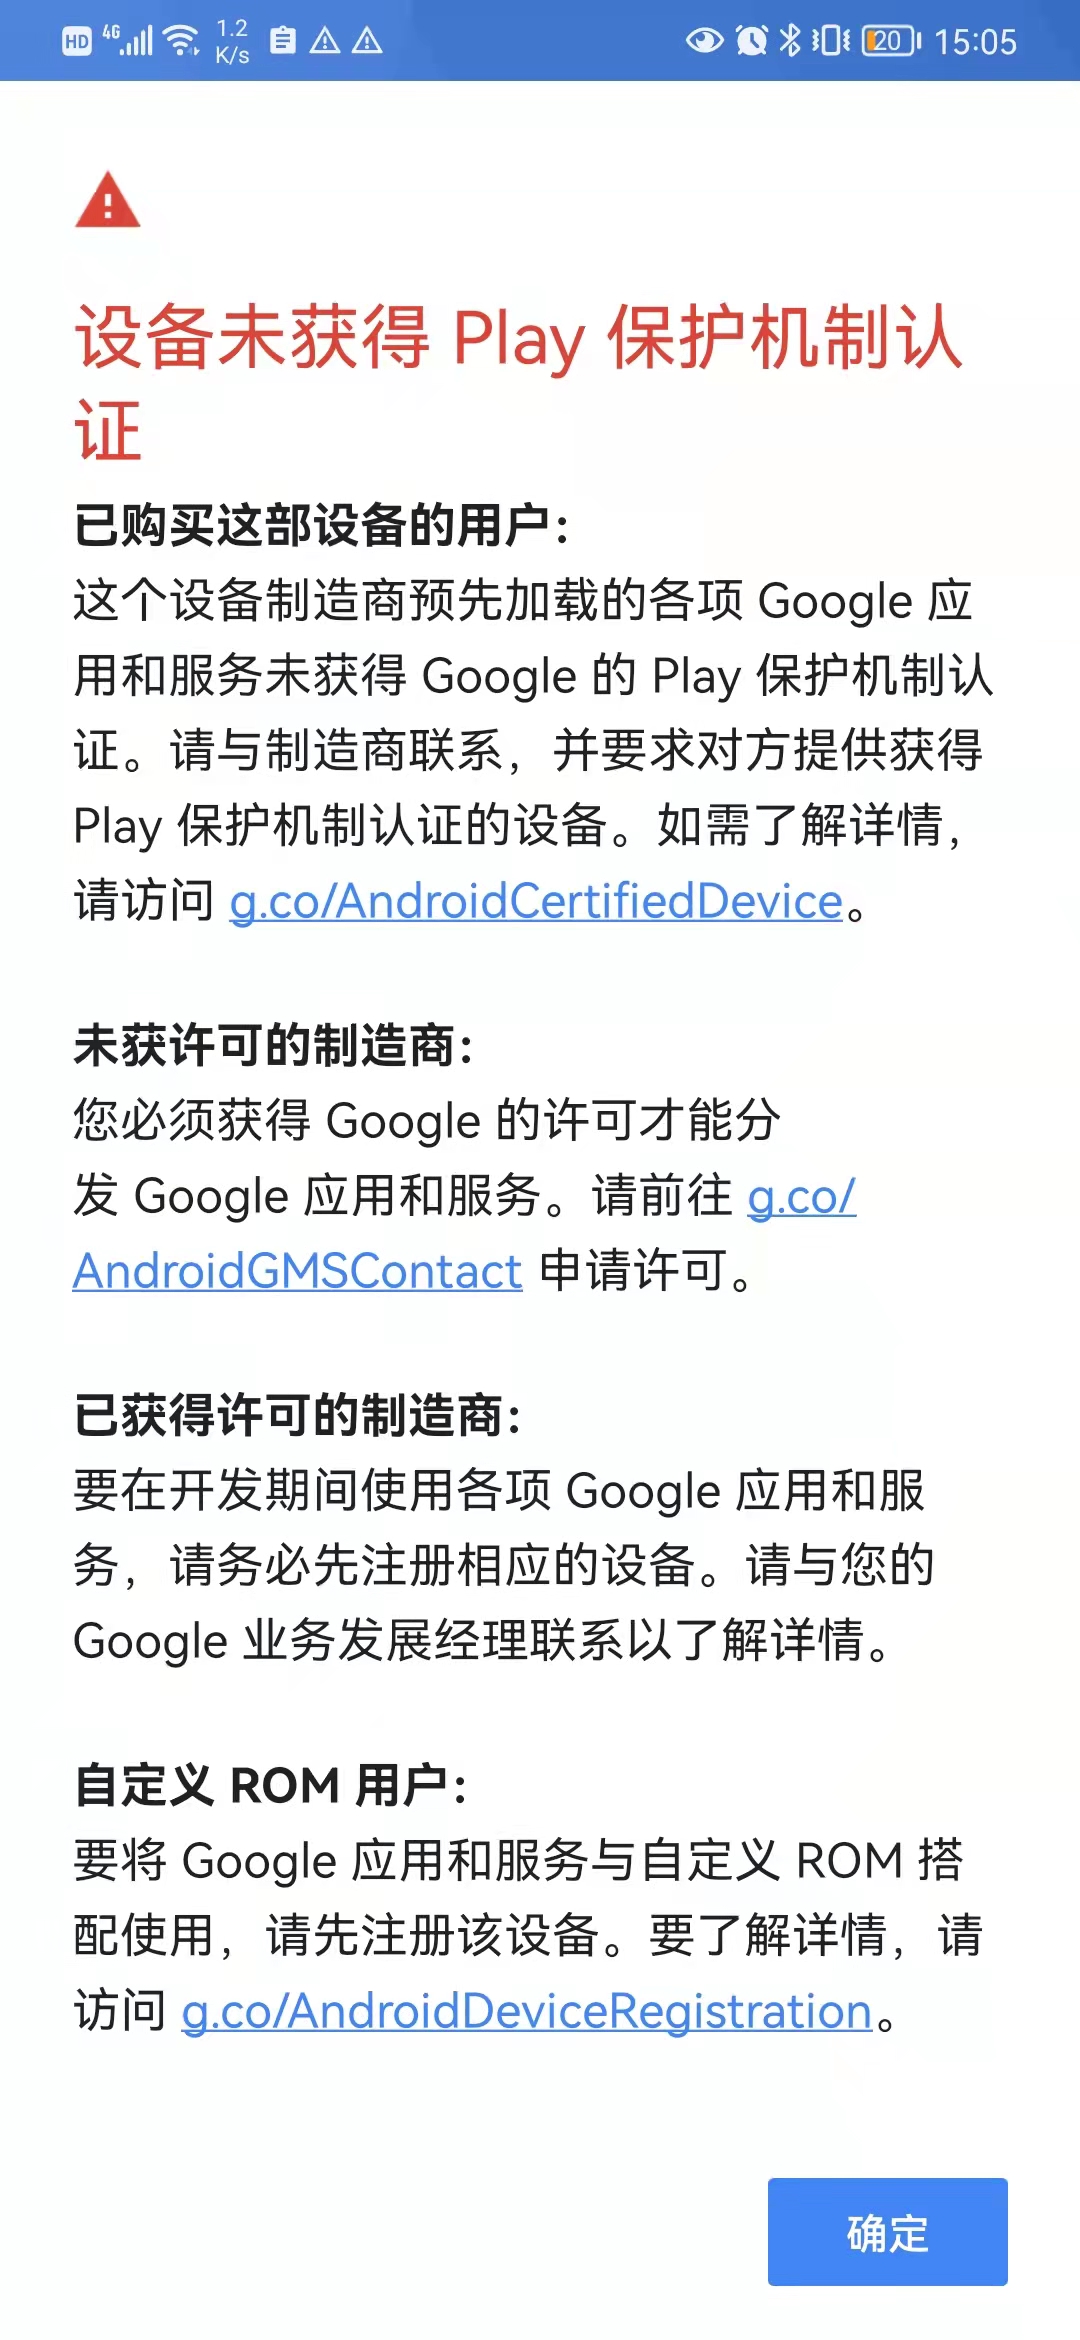 HD 4G 1.2 K/s 20 15:05
设备未获得 Play 保护机制认
证
已购买这部设备的用户：
这个设备制造商预先加载的各项 Google 应
用和服务未获得 Google 的 Play 保护机制认
证。请与制造商联系，并要求对方提供获得
Play 保护机制认证的设备。如需了解详情，
请访问 g.co/AndroidCertifiedDevice。
未获许可的制造商：
您必须获得 Google 的许可才能分
发 Google 应用和服务。请前往 g.co/
AndroidGMSContact 申请许可。
已获得许可的制造商：
要在开发期间使用各项 Google 应用和服
务，请务必先注册相应的设备。请与您的
Google 业务发展经理联系以了解详情。
自定义 ROM 用户：
要将 Google 应用和服务与自定义 ROM 搭
配使用，请先注册该设备。要了解详情，请
访问 g.co/AndroidDeviceRegistration。
确定